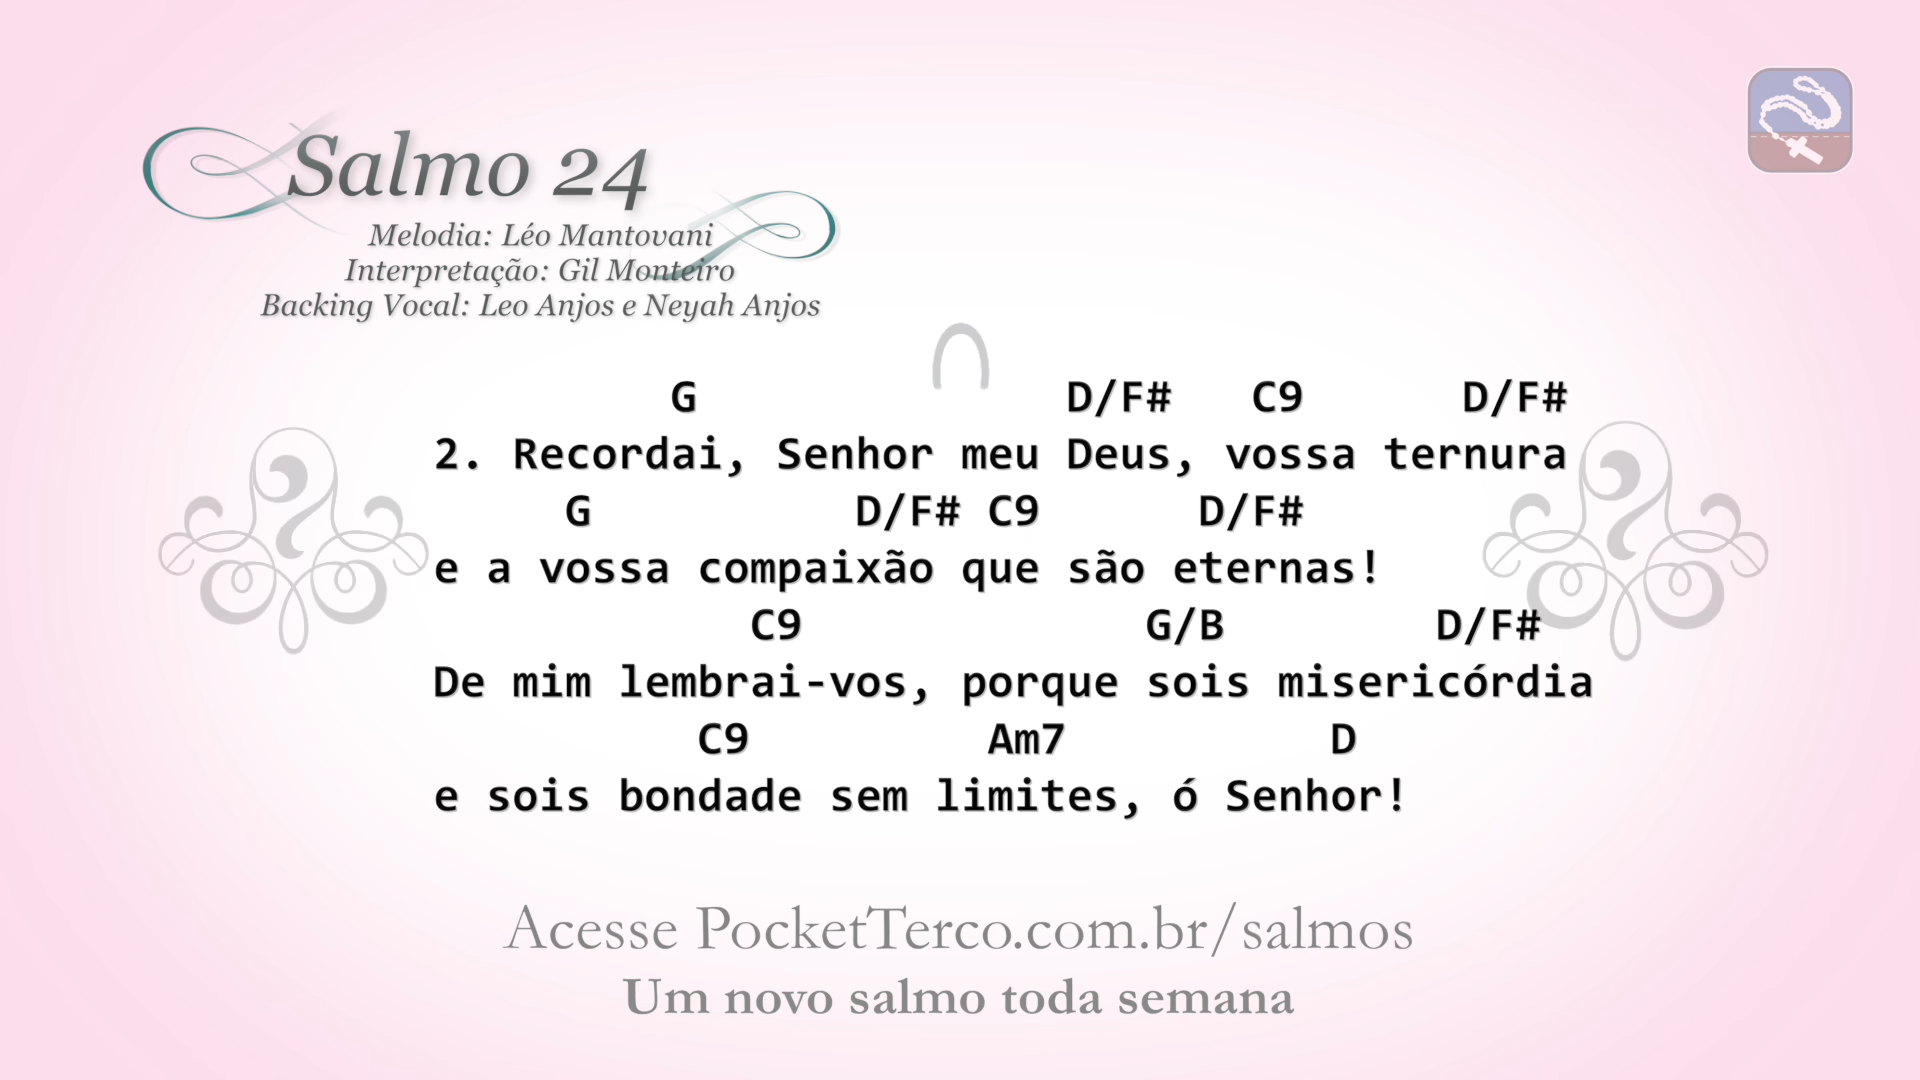 Salmo 24
Melodia: Léo Mantovani
Interpretação: Gil Monteiro
Backing Vocal: Leo Anjos e Neyah Anjos
G D/F# C9 D/F#
2. Recordai, Senhor meu Deus, vossa ternura
G D/F# C9 D/F#
e a vossa compaixão que são eternas!
C9 G/B D/F#
De mim lembrai-vos, porque sois misericórdia
C9 Am7 D
e sois bondade sem limites, ó Senhor!
Acesse PocketTerco.com.br/salmos
Um novo salmo toda semana